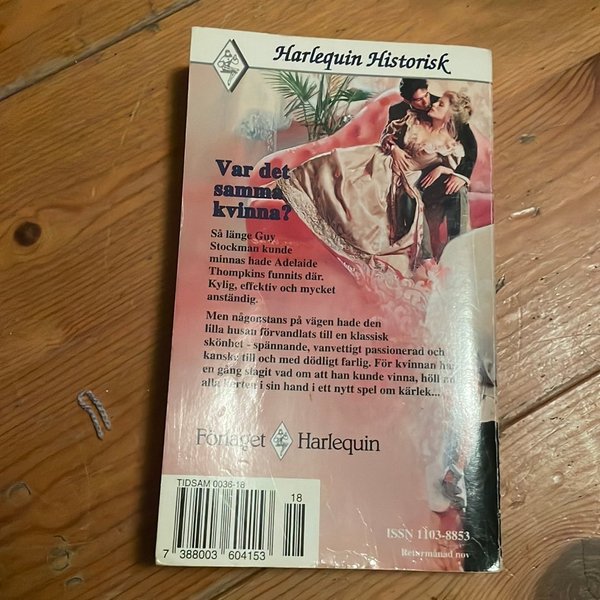 Harlequin Historisk
Var det
samma
kvinna?
Så länge Guy
Stockman kunde
minnas hade Adelaide
Thompkins funnits där.
Kylig, effektiv och mycket
anständig.
Men någonstans på vägen hade den
lilla husan förvandlats till en klassisk
skönhet - spännande, vanvettigt passionerad och
kanske till och med dödligt farlig. För kvinnan han
en gång slagit vad om att han kunde vinna, höll nu
alla korten i sin hand i ett nytt spel om kärlek...
Förlaget Harlequin
TIDSAM 0036-18
18
7 388003 604153
ISSN 1103-8853
Returmånad nov